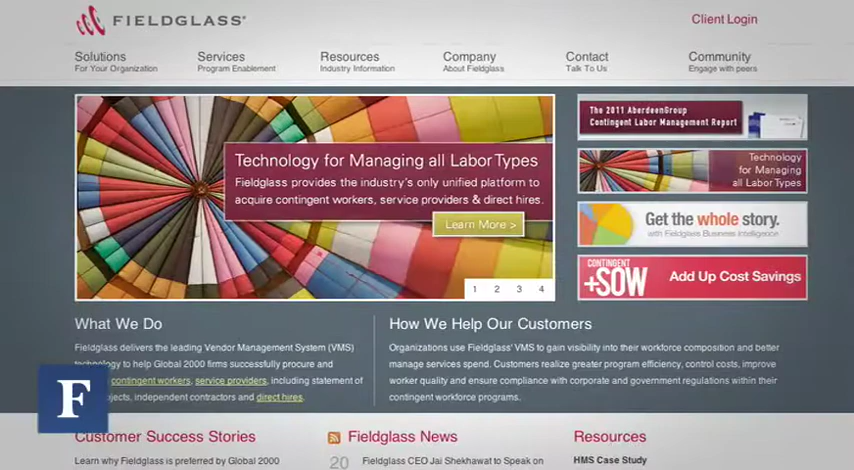 FIELDGLASS®
Client Login
Solutions
For Your Organization
Services
Program Enablement
Resources
Industry Information
Company
About Fieldglass
Contact
Talk To Us
Community
Engage with peers
Technology for Managing all Labor Types
Fieldglass provides the industry's only unified platform to
acquire contingent workers, service providers & direct hires.
Learn More >
1 2 3 4
The 2011 AberdeenGroup
Contingent Labor Management Report
Technology
for Managing
all Labor Types
Get the whole story.
with Fieldglass Business Intelligence
CONTINGENT
+SOW
Add Up Cost Savings
What We Do
Fieldglass delivers the leading Vendor Management System (VMS)
technology to help Global 2000 firms successfully procure and
contingent workers, service providers, including statement of
independent contractors and direct hires.
How We Help Our Customers
Organizations use Fieldglass' VMS to gain visibility into their workforce composition and better
manage services spend. Customers realize greater program efficiency, control costs, improve
worker quality and ensure compliance with corporate and government regulations within their
contingent workforce programs.
F
Customer Success Stories
Learn why Fieldglass is preferred by Global 2000
Fieldglass News
20 Fieldglass CEO Jai Shekhawat to Speak on
Resources
HMS Case Study